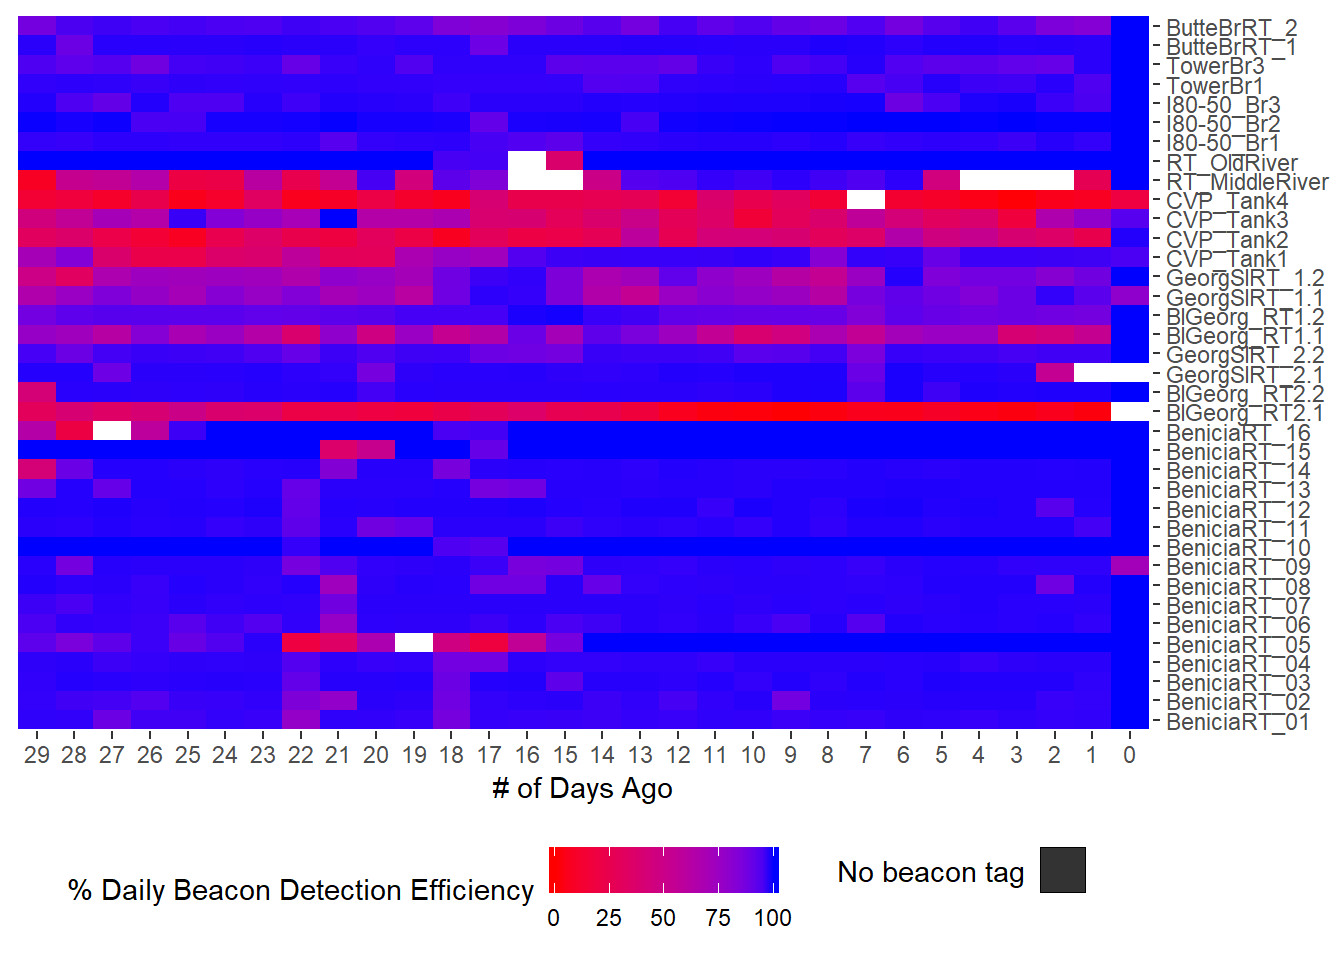 ButteBrRT_2
ButteBrRT_1
TowerBr3
TowerBr1
I80-50_Br3
I80-50_Br2
I80-50_Br1
RT_OldRiver
RT_MiddleRiver
CVP_Tank4
CVP_Tank3
CVP_Tank2
CVP_Tank1
GeorgSlRT_1.2
GeorgSlRT_1.1
BlGeorg_RT1.2
BlGeorg_RT1.1
GeorgSlRT_2.2
GeorgSlRT_2.1
BlGeorg_RT2.2
BlGeorg_RT2.1
BeniciaRT_16
BeniciaRT_15
BeniciaRT_14
BeniciaRT_13
BeniciaRT_12
BeniciaRT_11
BeniciaRT_10
BeniciaRT_09
BeniciaRT_08
BeniciaRT_07
BeniciaRT_06
BeniciaRT_05
BeniciaRT_04
BeniciaRT_03
BeniciaRT_02
BeniciaRT_01
29 28 27 26 25 24 23 22 21 20 19 18 17 16 15 14 13 12 11 10 9 8 7 6 5 4 3 2 1 0
# of Days Ago
% Daily Beacon Detection Efficiency
0 25 50 75 100
No beacon tag